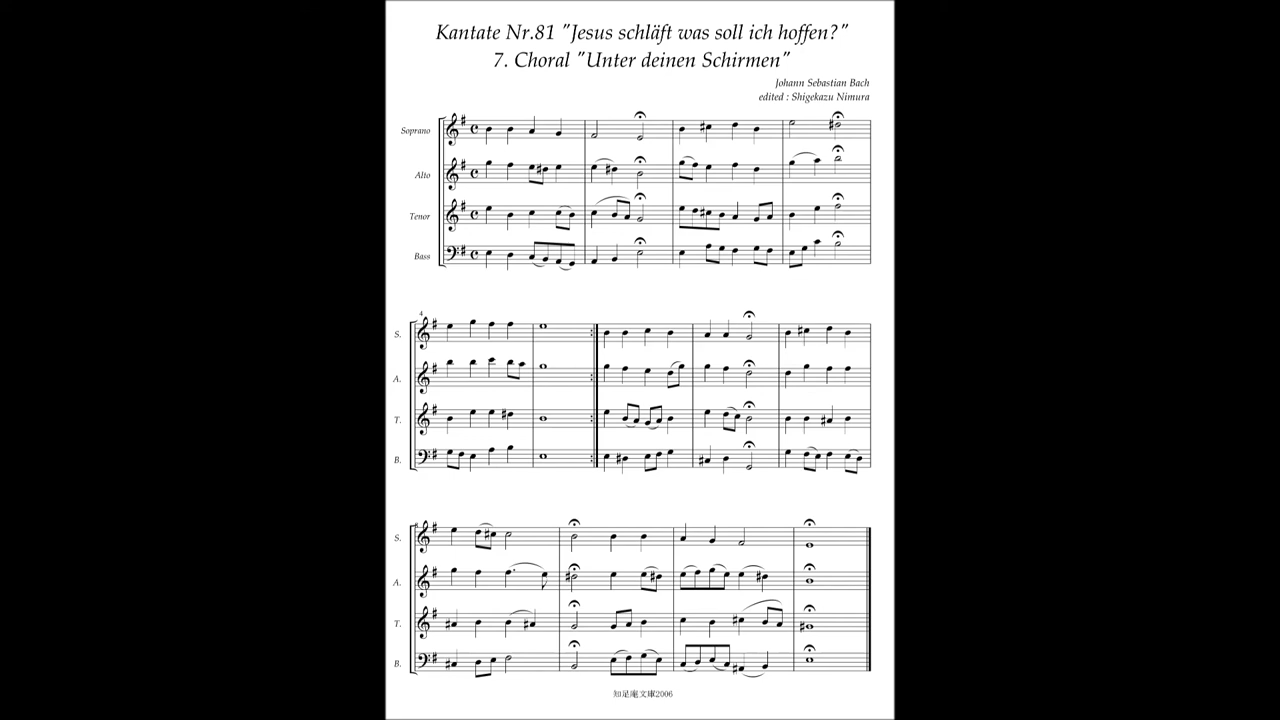 Kantate Nr.81 "Jesus schläft was soll ich hoffen?"
7. Choral "Unter deinen Schirmen"
Johann Sebastian Bach
edited : Shigekazu Nimura
Soprano
Alto
Tenor
Bass
4
S.
A.
T.
B.
S.
A.
T.
B.
知足庵文庫2006